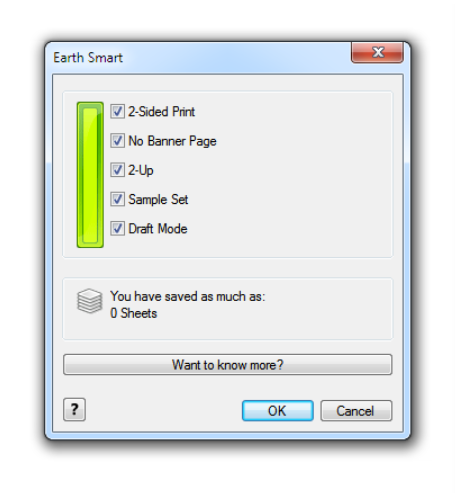 Earth Smart
2-Sided Print
No Banner Page
2-Up
Sample Set
Draft Mode
You have saved as much as:
0 Sheets
Want to know more?
?
OK
Cancel